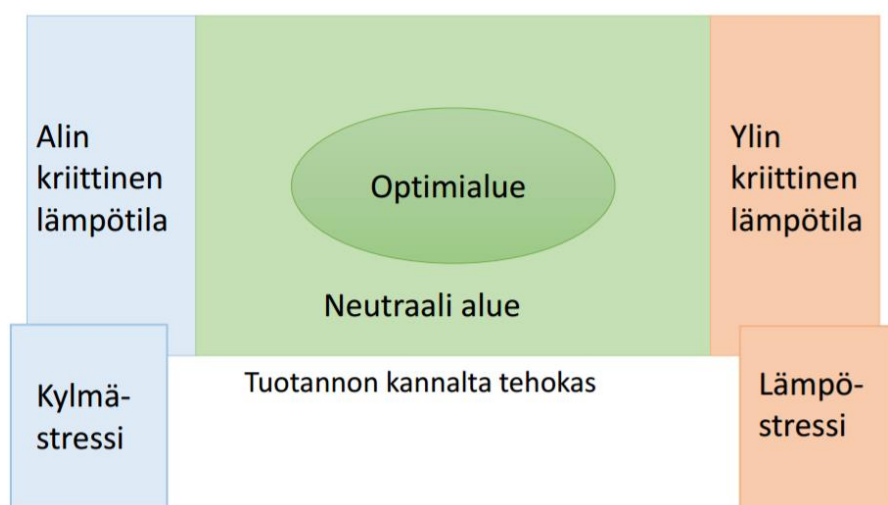 Alin
kriittinen
lämpötila
Optimialue
Neutraali alue
Ylin
kriittinen
lämpötila
Kylmä-
stressi
Tuotannon kannalta tehokas
Lämpö-
stressi